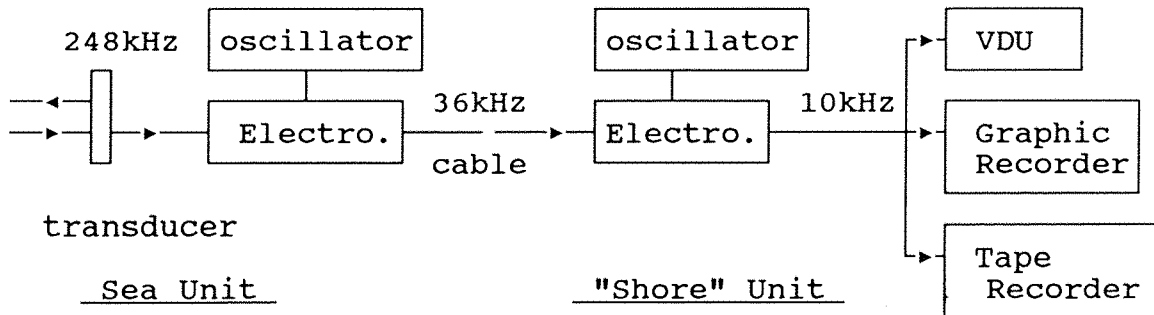 248kHz
oscillator
oscillator
VDU
36kHz
10kHz
Electro.
Electro.
Graphic
Recorder
cable
transducer
Tape
Recorder
Sea Unit
"Shore" Unit